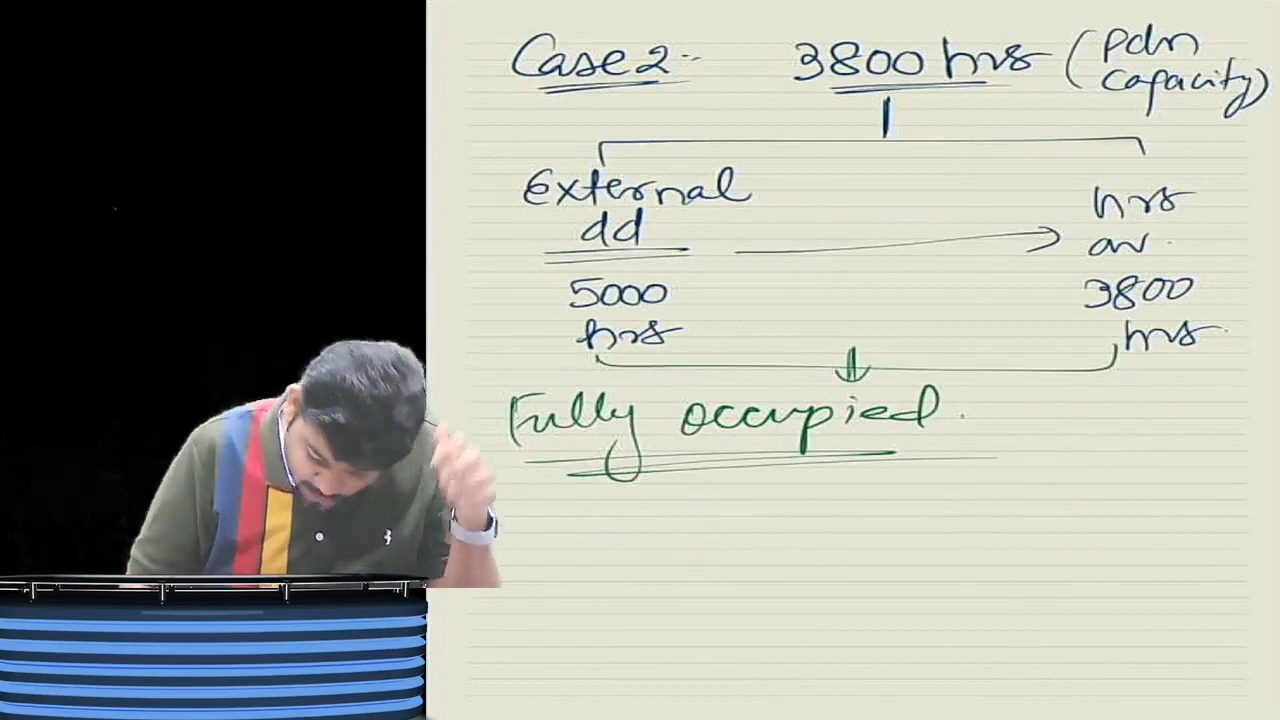 Case 2:- 3800 hrs (pdn capacity)
External dd hrs av.
5000 hrs 3800 hrs.
Fully occupied.